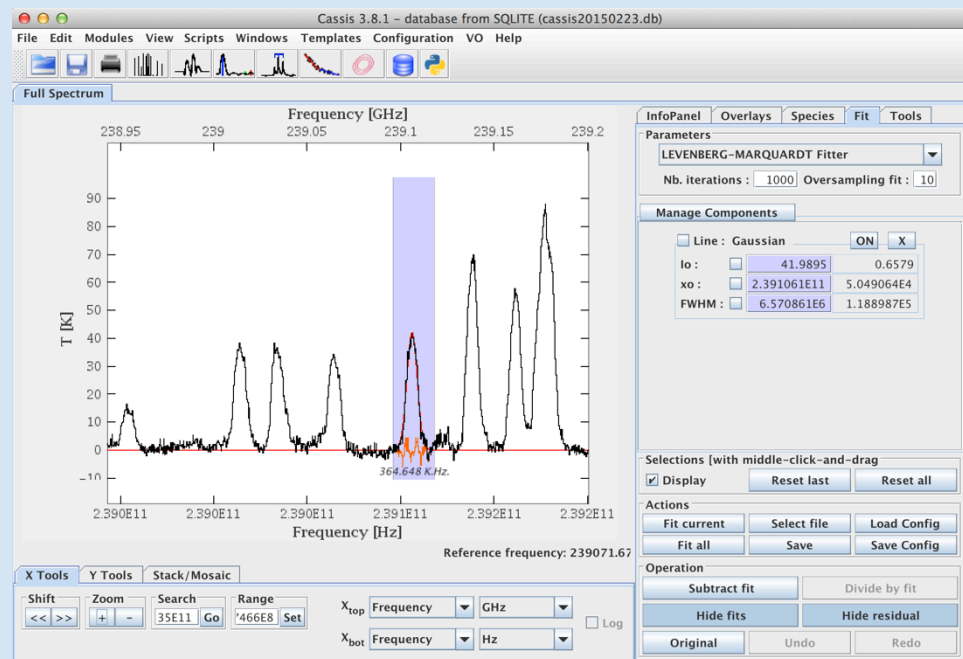 Cassis 3.8.1 - database from SQLITE (cassis20150223.db)
File Edit Modules View Scripts Windows Templates Configuration VO Help
Full Spectrum
Frequency [GHz]
238.95 239 239.05 239.1 239.15 239.2
90
80
70
60
50
40
30
20
10
0
-10
T [K]
364.648 K.Hz.
2.390E11 2.390E11 2.390E11 2.391E11 2.392E11 2.392E11
Frequency [Hz]
Reference frequency: 239071.67
InfoPanel Overlays Species Fit Tools
Parameters
LEVENBERG-MARQUARDT Fitter
Nb. iterations : 1000 Oversampling fit : 10
Manage Components
Line : Gaussian ON X
Io : 41.9895 0.6579
xo : 2.391061E11 5.049064E4
FWHM : 6.570861E6 1.188987E5
Selections [with middle-click-and-drag
Display Reset last Reset all
Actions
Fit current Select file Load Config
Fit all Save Save Config
Operation
Subtract fit Divide by fit
Hide fits Hide residual
Original Undo Redo
X Tools Y Tools Stack/Mosaic
Shift Zoom Search Range
<< >> + - 35E11 Go '466E8 Set
Xtop Frequency GHz
Log
Xbot Frequency Hz